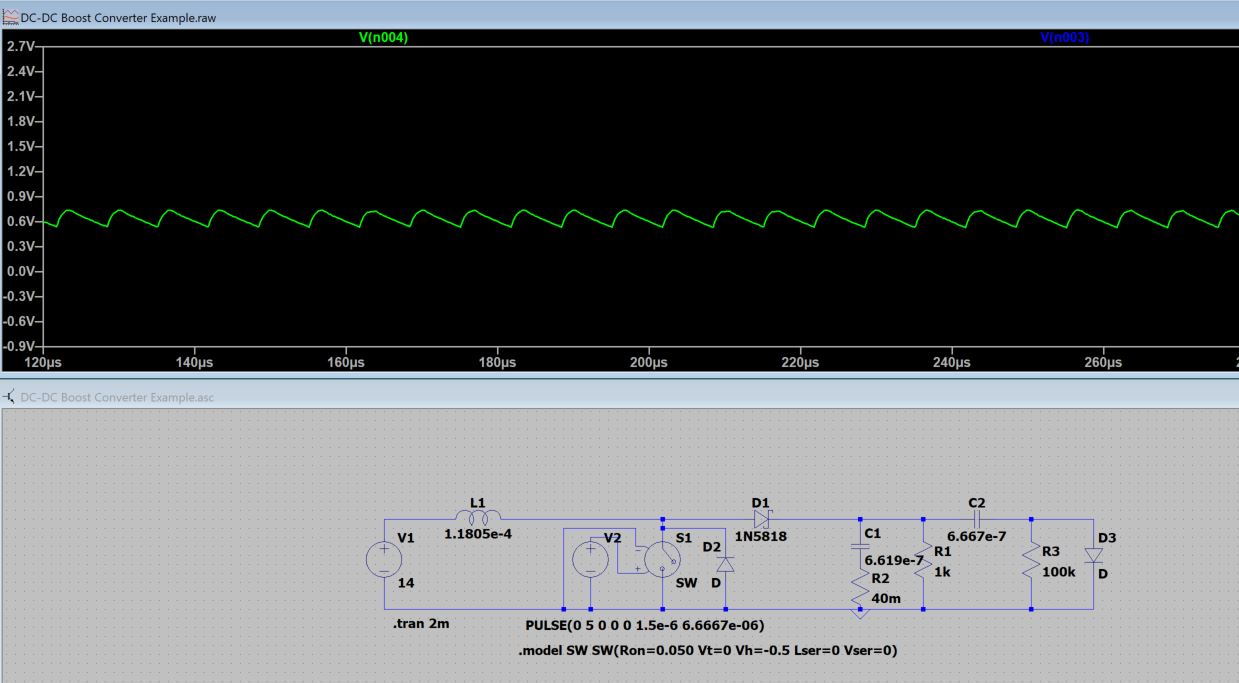 DC-DC Boost Converter Example.raw
V(n004) V(n003)
2.7V
2.4V
2.1V
1.8V
1.5V
1.2V
0.9V
0.6V
0.3V
0.0V
-0.3V
-0.6V
-0.9V
120µs 140µs 160µs 180µs 200µs 220µs 240µs 260µs
DC-DC Boost Converter Example.asc
L1
1.1805e-4
V1
14
V2
S1
SW
D2
D
D1
1N5818
C1
6.619e-7
R2
40m
R1
1k
C2
6.667e-7
R3
100k
D3
D
.tran 2m
PULSE(0 5 0 0 0 1.5e-6 6.6667e-06)
.model SW SW(Ron=0.050 Vt=0 Vh=-0.5 Lser=0 Vser=0)